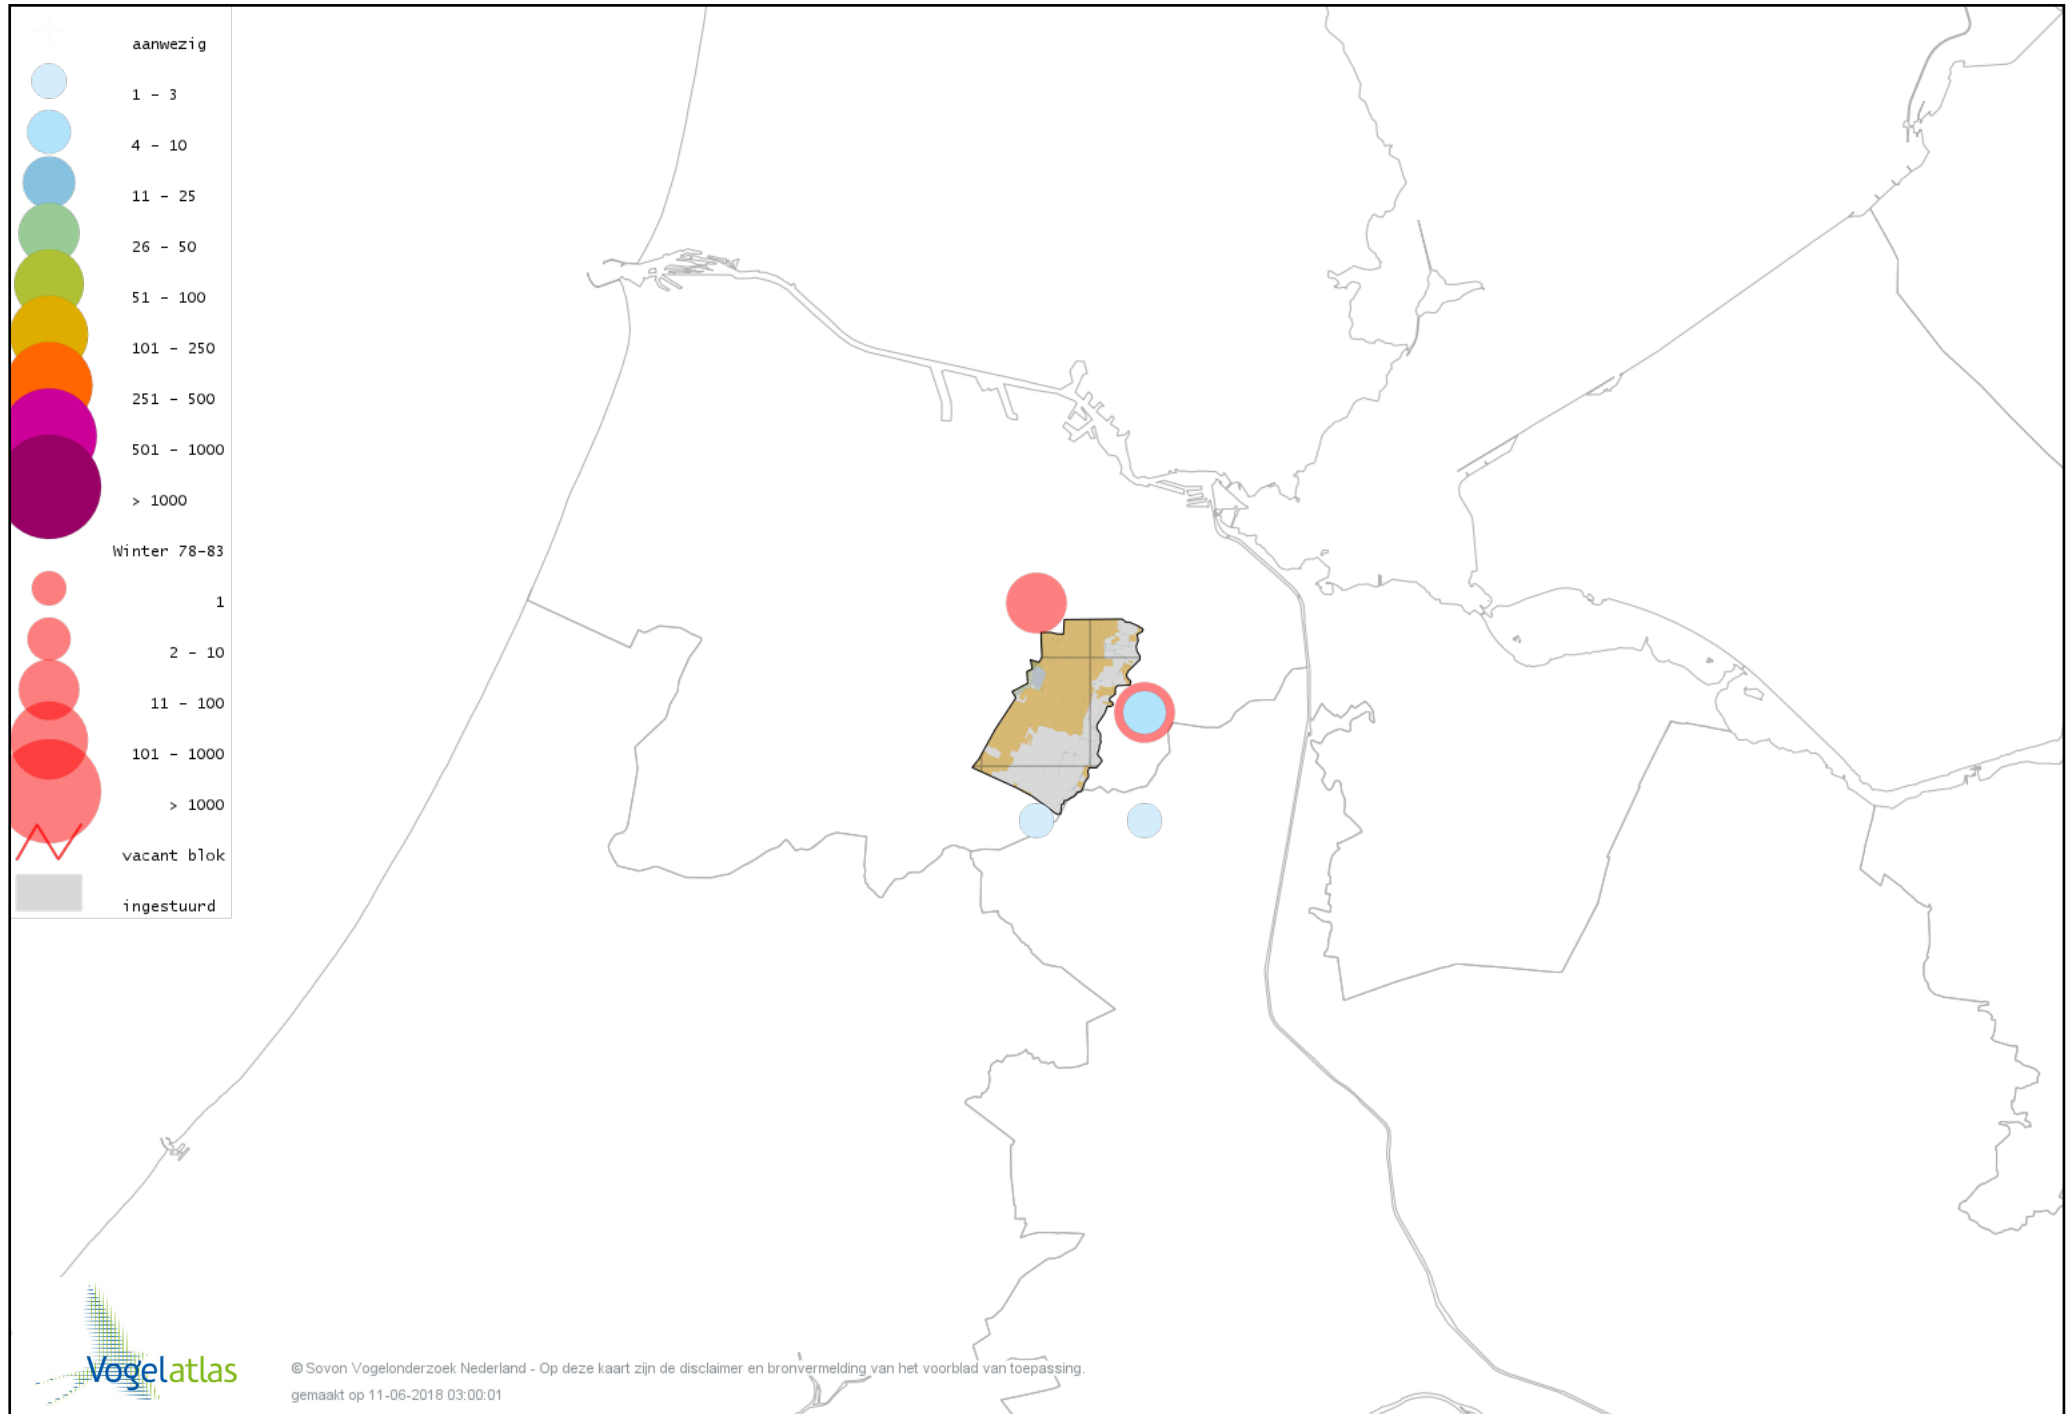 aanwezig
1 - 3
4 - 10
11 - 25
26 - 50
51 - 100
101 - 250
251 - 500
501 - 1000
> 1000
Winter 78-83
1
2 - 10
11 - 100
101 - 1000
> 1000
vacant blok
ingestuurd
Vogelatlas
© Sovon Vogelonderzoek Nederland - Op deze kaart zijn de disclaimer en bronvermelding van het voorblad van toepassing.
gemaakt op 11-06-2018 03:00:01